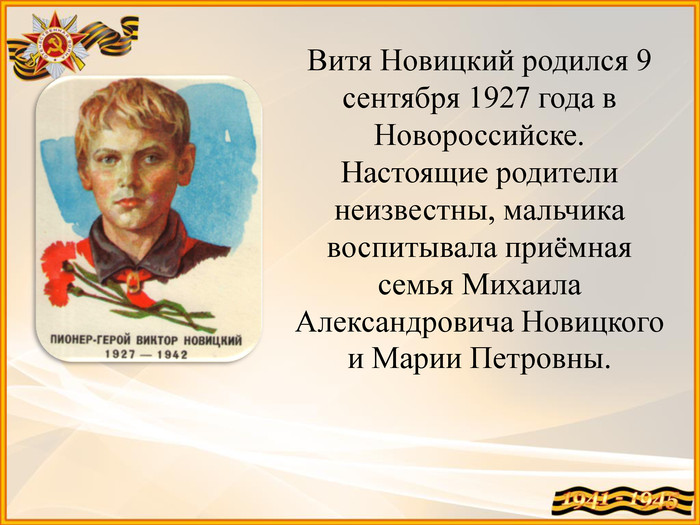 Витя Новицкий родился 9
сентября 1927 года в
Новороссийске.
Настоящие родители
неизвестны, мальчика
воспитывала приёмная
семья Михаила
Александровича Новицкого
и Марии Петровны.
ПИОНЕР-ГЕРОЙ ВИКТОР НОВИЦКИЙ
1927 — 1942
1941 - 1945